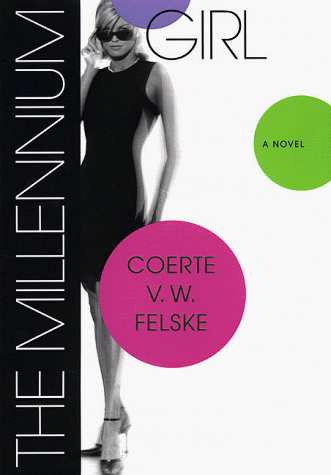 THE MILLENNIUM
GIRL
A NOVEL
COERTE
V. W.
FELSKE